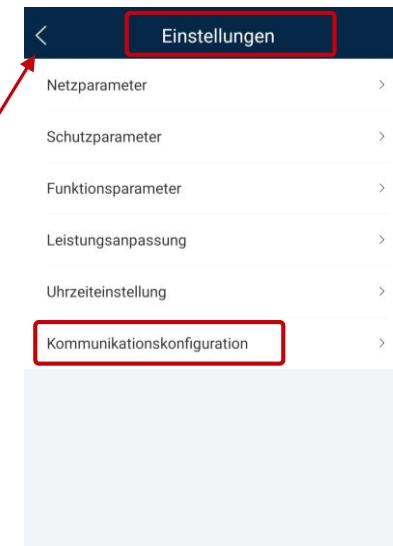 Einstellungen
Netzparameter
Schutzparameter
Funktionsparameter
Leistungsanpassung
Uhrzeiteinstellung
Kommunikationskonfiguration